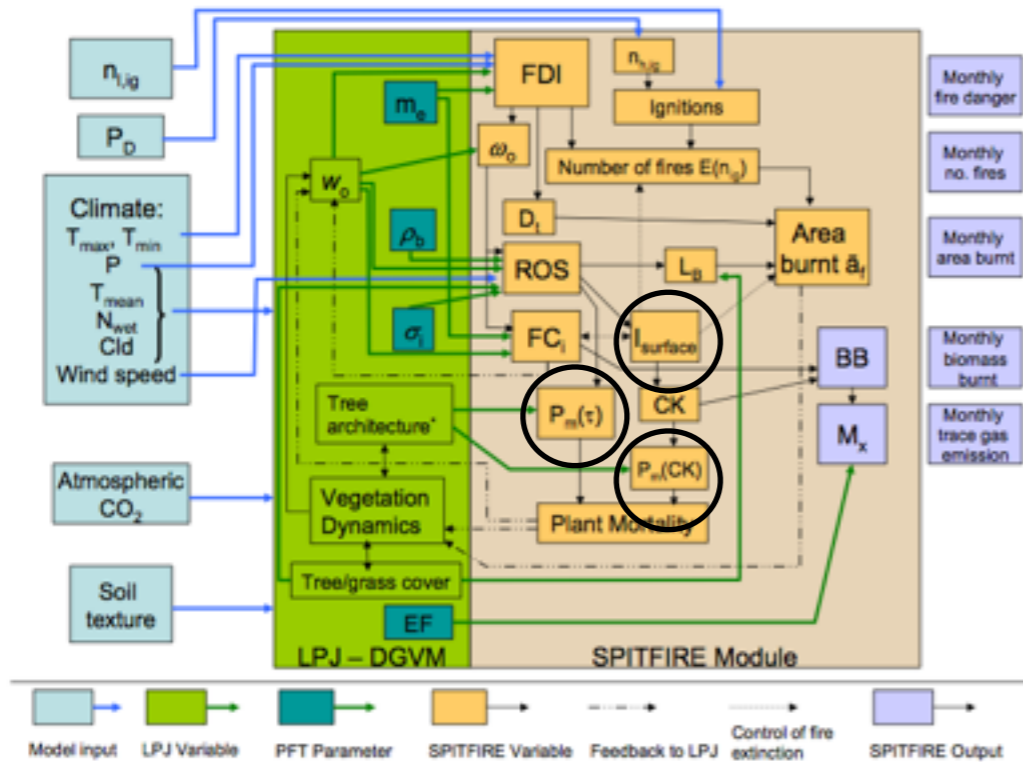 n_l,ig
P_D
Climate:
T_max, T_min
P
T_mean
N_wet
Cld
Wind speed
Atmospheric
CO_2
Soil
texture
m_e
w_o
ρ_b
σ_i
Tree
architecture*
Vegetation
Dynamics
Tree/grass cover
EF
LPJ – DGVM
FDI
n_h,ig
Ignitions
ω_o
Number of fires E(n_ig)
D_t
ROS
L_B
Area
burnt ā_f
FC_i
I_surface
P_m(τ)
CK
P_m(CK)
Plant Mortality
BB
M_x
SPITFIRE Module
Monthly
fire danger
Monthly
no. fires
Monthly
area burnt
Monthly
biomass
burnt
Monthly
trace gas
emission
Model input
LPJ Variable
PFT Parameter
SPITFIRE Variable
Feedback to LPJ
Control of fire
extinction
SPITFIRE Output